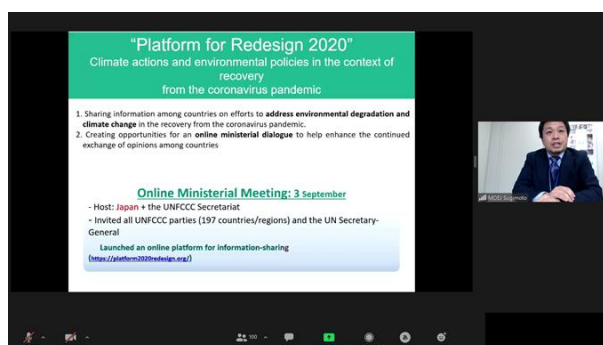 “Platform for Redesign 2020”
Climate actions and environmental policies in the context of
recovery
from the coronavirus pandemic
1. Sharing information among countries on efforts to address environmental degradation and
climate change in the recovery from the coronavirus pandemic.
2. Creating opportunities for an online ministerial dialogue to help enhance the continued
exchange of opinions among countries
Online Ministerial Meeting: 3 September
- Host: Japan + the UNFCCC Secretariat
- Invited all UNFCCC parties (197 countries/regions) and the UN Secretary-
General
Launched an online platform for information-sharing
(https://platform2020redesign.org/)
MOEJ Sugimoto
100